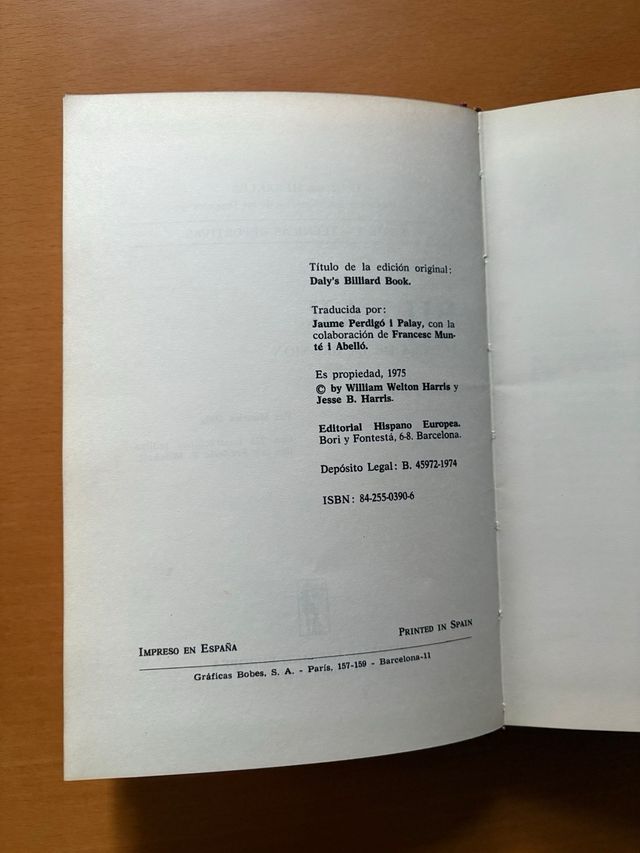 Título de la edición original:
Daly's Billiard Book.
Traducida por:
Jaume Perdigó i Palay, con la
colaboración de Francesc Mun-
té i Abelló.
Es propiedad, 1975
© by William Welton Harris y
Jesse B. Harris.
Editorial Hispano Europea.
Borì y Fontestá, 6-8. Barcelona.
Depósito Legal: B. 45972-1974
ISBN: 84-255-0390-6
IMPRESO EN ESPAÑA
PRINTED IN SPAIN
Gráficas Bobes, S. A. - París, 157-159 - Barcelona-11